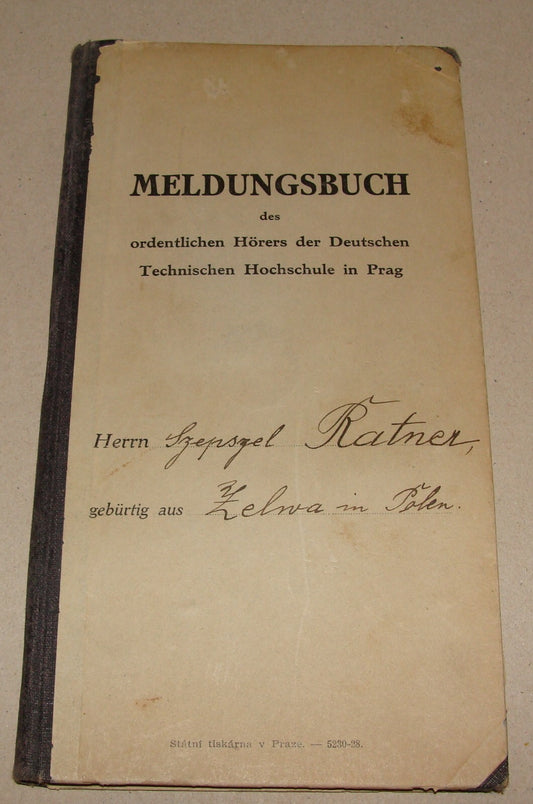 MELDUNGSBUCH
des
ordentlichen Hörers der Deutschen
Technischen Hochschule in Prag
Herrn Szepszel Ratner,
gebürtig aus Zelwa in Polen.
Státní tiskárna v Praze. — 5230-28.